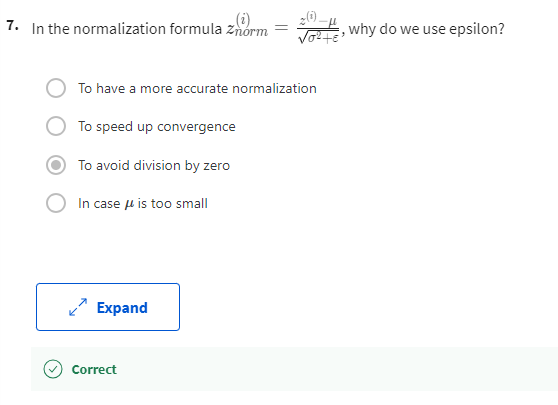 7. In the normalization formula $z_{norm}^{(i)} = \frac{z^{(i)}-\mu}{\sqrt{\sigma^2+\varepsilon}}$, why do we use epsilon?
To have a more accurate normalization
To speed up convergence
To avoid division by zero
In case μ is too small
Expand
Correct